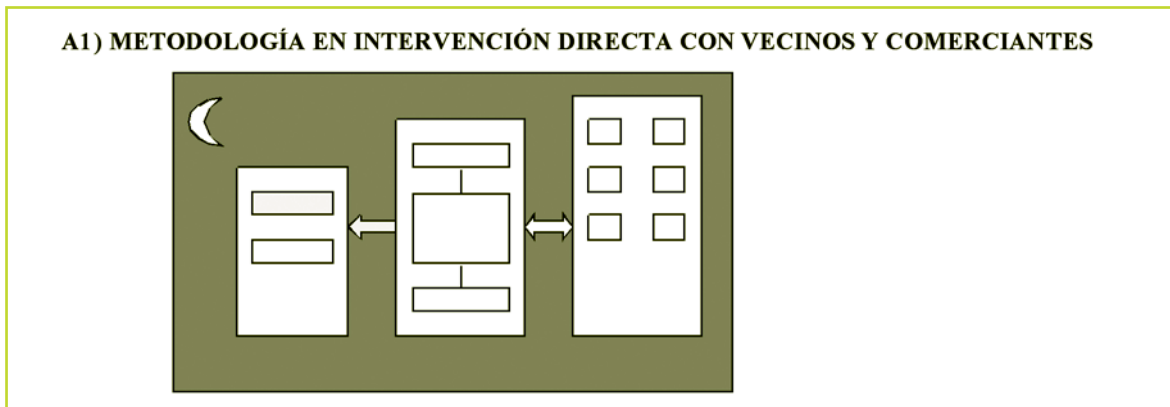 A1) METODOLOGÍA EN INTERVENCIÓN DIRECTA CON VECINOS Y COMERCIANTES